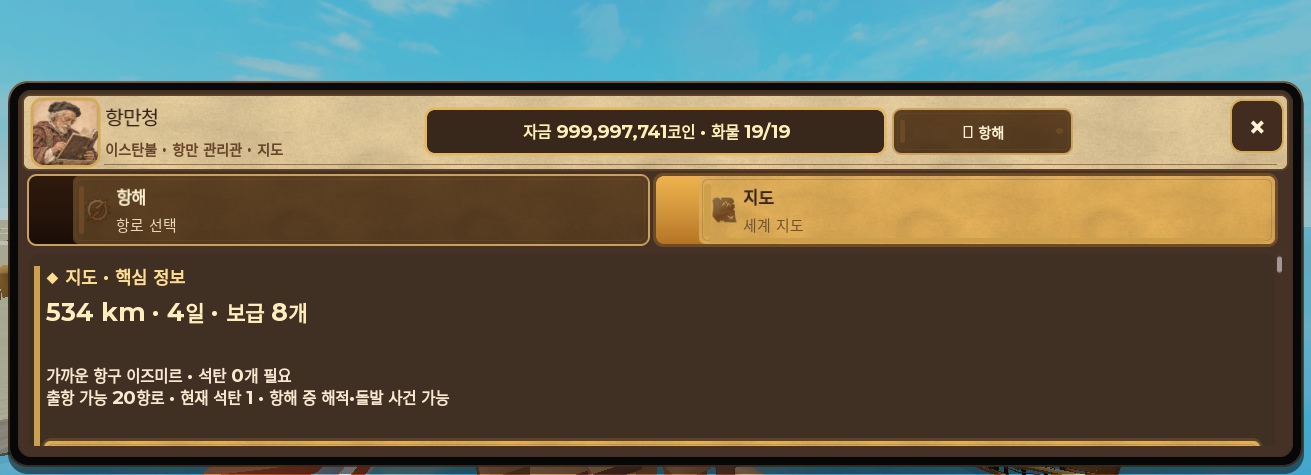 항만청
이스탄불 • 항만 관리관 • 지도
자금 999,997,741코인 • 화물 19/19
항해
×
항해
항로 선택
지도
세계 지도
◆ 지도 • 핵심 정보
534 km • 4일 • 보급 8개
가까운 항구 이즈미르 • 석탄 0개 필요
출항 가능 20항로 • 현재 석탄 1 • 항해 중 해적•돌발 사건 가능